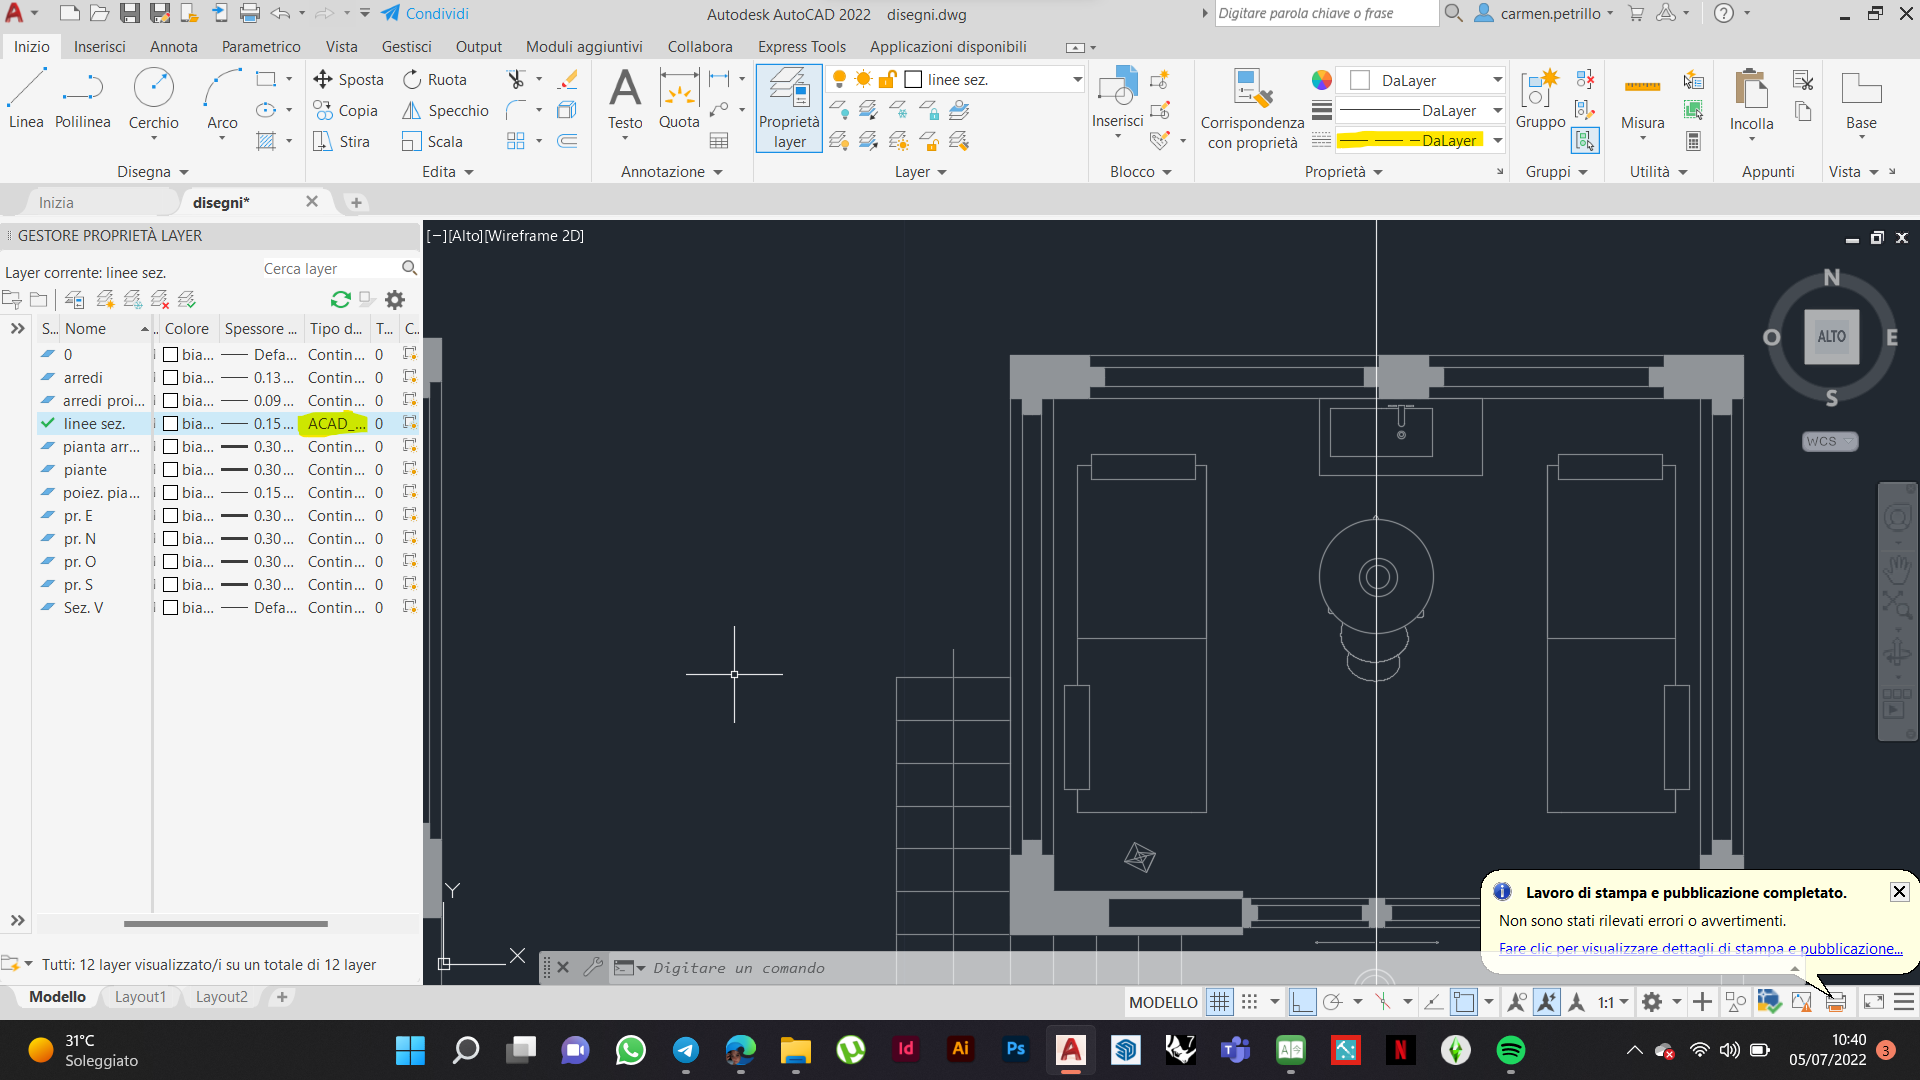 Condividi
Autodesk AutoCAD 2022 disegni.dwg
Digitare parola chiave o frase
carmen.petrillo
Inizio Inserisci Annota Parametrico Vista Gestisci Output Moduli aggiuntivi Collabora Express Tools Applicazioni disponibili
Linea
Polilinea
Cerchio
Arco
Sposta
Ruota
Copia
Specchio
Stira
Scala
Testo
Quota
Proprietà
layer
linee sez.
Inserisci
Corrispondenza
con proprietà
DaLayer
DaLayer
DaLayer
Gruppo
Misura
Incolla
Base
Disegna
Edita
Annotazione
Layer
Blocco
Proprietà
Gruppi
Utilità
Appunti
Vista
Inizia
disegni*
GESTORE PROPRIETÀ LAYER
Layer corrente: linee sez.
Cerca layer
S... Nome . Colore Spessore ... Tipo d... T... C..
0 bia... Defa... Contin... 0
arredi bia... 0.13 ... Contin... 0
arredi proi... bia... 0.09 ... Contin... 0
linee sez. bia... 0.15 ... ACAD_... 0
pianta arr... bia... 0.30 ... Contin... 0
piante bia... 0.30 ... Contin... 0
poiez. pia... bia... 0.15 ... Contin... 0
pr. E bia... 0.30 ... Contin... 0
pr. N bia... 0.30 ... Contin... 0
pr. O bia... 0.30 ... Contin... 0
pr. S bia... 0.30 ... Contin... 0
Sez. V bia... Defa... Contin... 0
Tutti: 12 layer visualizzato/i su un totale di 12 layer
[−][Alto][Wireframe 2D]
N
O
ALTO
E
S
WCS
Y
X
Digitare un comando
Lavoro di stampa e pubblicazione completato.
Non sono stati rilevati errori o avvertimenti.
Fare clic per visualizzare dettagli di stampa e pubblicazione...
Modello Layout1 Layout2
MODELLO
1:1
31°C
Soleggiato
Id
Ai
Ps
A
7
N
10:40
05/07/2022
3